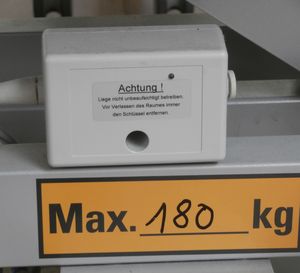 Achtung !
Liege nicht unbeaufsichtigt betreiben.
Vor Verlassen des Raumes immer
den Schlüssel entfernen.
Max. 180 kg